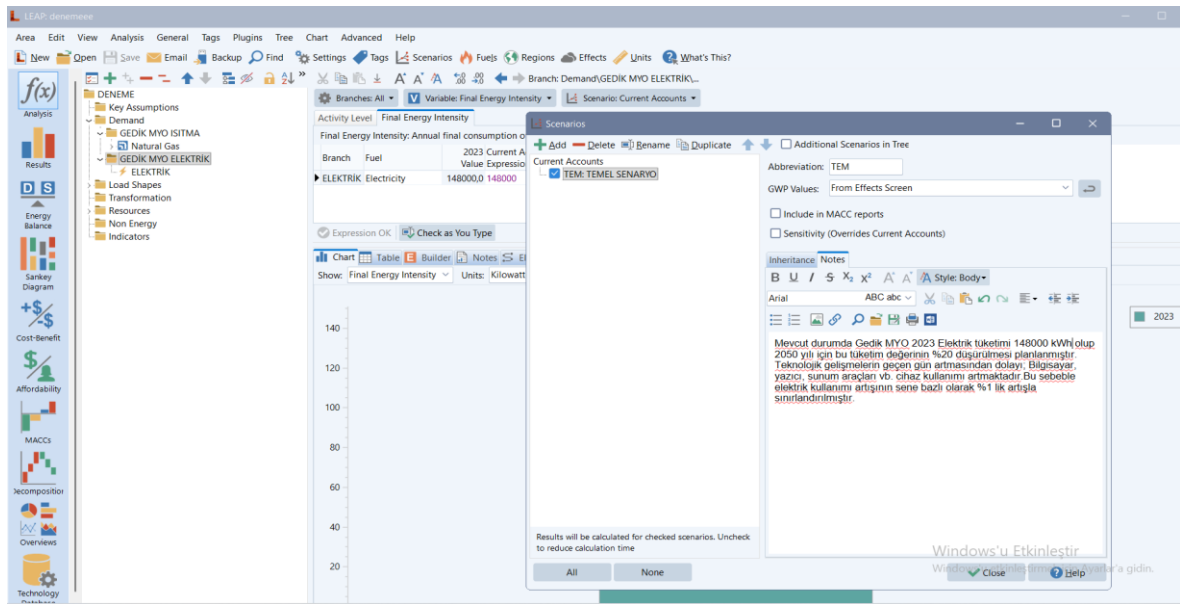 LEAP: denemeee
Area Edit View Analysis General Tags Plugins Tree Chart Advanced Help
New Open Save Email Backup Find Settings Tags Scenarios Fuels Regions Effects Units What's This?
Branch: Demand\GEDİK MYO ELEKTRİK\...
Branches: All Variable: Final Energy Intensity Scenario: Current Accounts
f(x)
Analysis
Results
D S
Energy
Balance
Sankey
Diagram
+$/-$
Cost-Benefit
$/
Affordability
MACCs
Decomposition
Overviews
Technology
Database
DENEME
Key Assumptions
Demand
GEDİK MYO ISITMA
Natural Gas
GEDİK MYO ELEKTRİK
ELEKTRİK
Load Shapes
Transformation
Resources
Non Energy
Indicators
Activity Level Final Energy Intensity
Final Energy Intensity: Annual final consumption o
Branch Fuel 2023 Current A
Value Expressio
ELEKTRİK Electricity 148000,0 148000
Expression OK Check as You Type
Chart Table Builder Notes El
Show: Final Energy Intensity Units: Kilowatt
140
120
100
80
60
40
20
2023
Scenarios
Add Delete Rename Duplicate Additional Scenarios in Tree
Current Accounts
TEM: TEMEL SENARYO
Abbreviation: TEM
GWP Values: From Effects Screen
Include in MACC reports
Sensitivity (Overrides Current Accounts)
Inheritance Notes
B U I S X2 X² A A Style: Body
Arial ABC abc
Mevcut durumda Gedik MYO 2023 Elektrik tüketimi 148000 kWh olup
2050 yılı için bu tüketim değerinin %20 düşürülmesi planlanmıştır.
Teknolojik gelişmelerin geçen gün artmasından dolayı; Bilgisayar,
yazıcı, sunum araçları vb. cihaz kullanımı artmaktadır.Bu sebeble
elektrik kullanımı artışının sene bazlı olarak %1 lik artışla
sınırlandırılmıştır.
Results will be calculated for checked scenarios. Uncheck
to reduce calculation time
All None
Close Help
Windows'u Etkinleştir